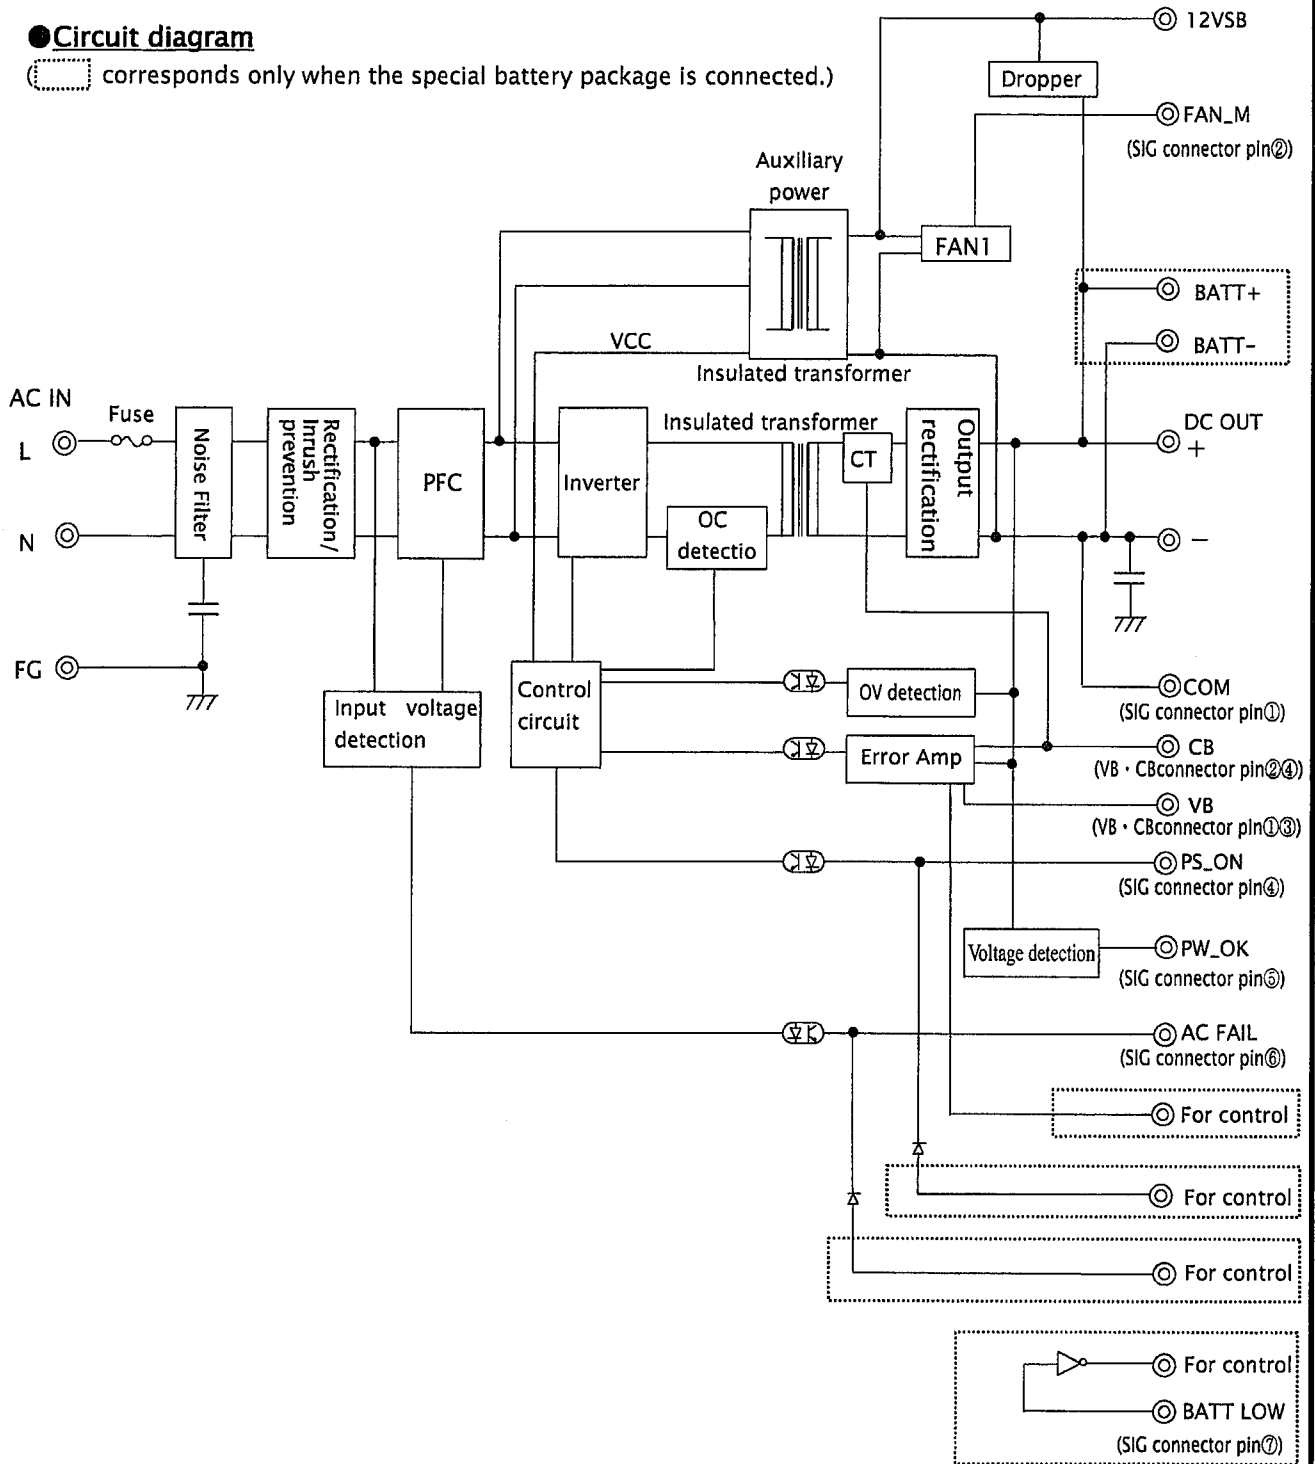 ●Circuit diagram
( corresponds only when the special battery package is connected.)
12VSB
Dropper
FAN_M
(SIG connector pin②)
Auxiliary
power
FAN1
BATT+
BATT−
VCC
Insulated transformer
AC IN
Fuse
L
N
FG
Noise Filter
Rectification/
Inrush
prevention
PFC
Inverter
Insulated transformer
OC
detectio
CT
Output
rectification
DC OUT
+
−
Input voltage
detection
Control
circuit
OV detection
Error Amp
COM
(SIG connector pin①)
CB
(VB・CBconnector pin②④)
VB
(VB・CBconnector pin①③)
PS_ON
(SIG connector pin④)
Voltage detection
PW_OK
(SIG connector pin⑤)
AC FAIL
(SIG connector pin⑥)
For control
For control
For control
For control
BATT LOW
(SIG connector pin⑦)